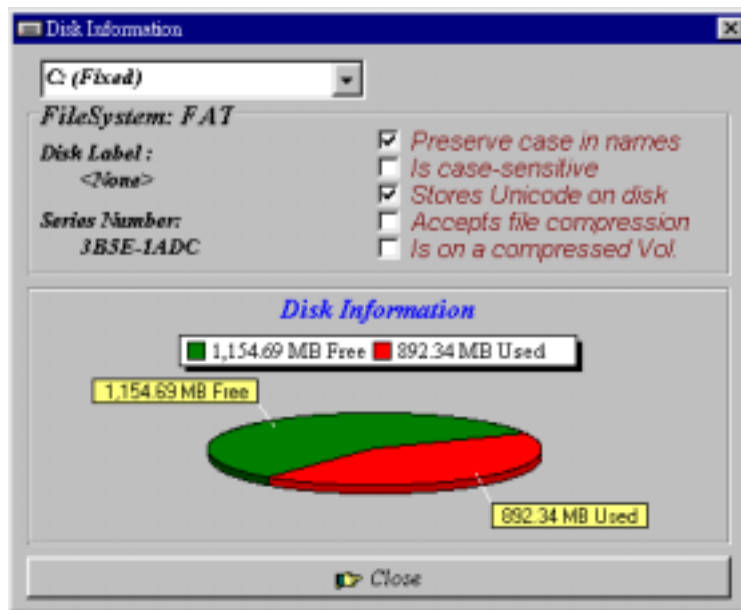 Disk Information
C: (Fixed)
FileSystem: FAT
Disk Label :
<None>
Series Number:
3B5E-1ADC
Preserve case in names
Is case-sensitive
Stores Unicode on disk
Accepts file compression
Is on a compressed Vol.
Disk Information
1,154.69 MB Free 892.34 MB Used
1,154.69 MB Free
892.34 MB Used
Close